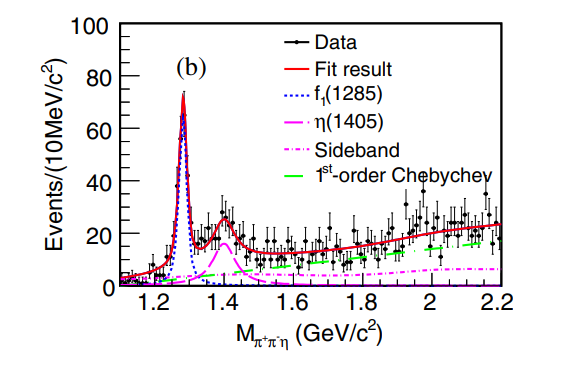 100
80
60
40
20
0
Events/(10MeV/c²)
(b)
Data
Fit result
f₁(1285)
η(1405)
Sideband
1ˢᵗ-order Chebychev
1.2 1.4 1.6 1.8 2 2.2
M_π⁺π⁻η (GeV/c²)